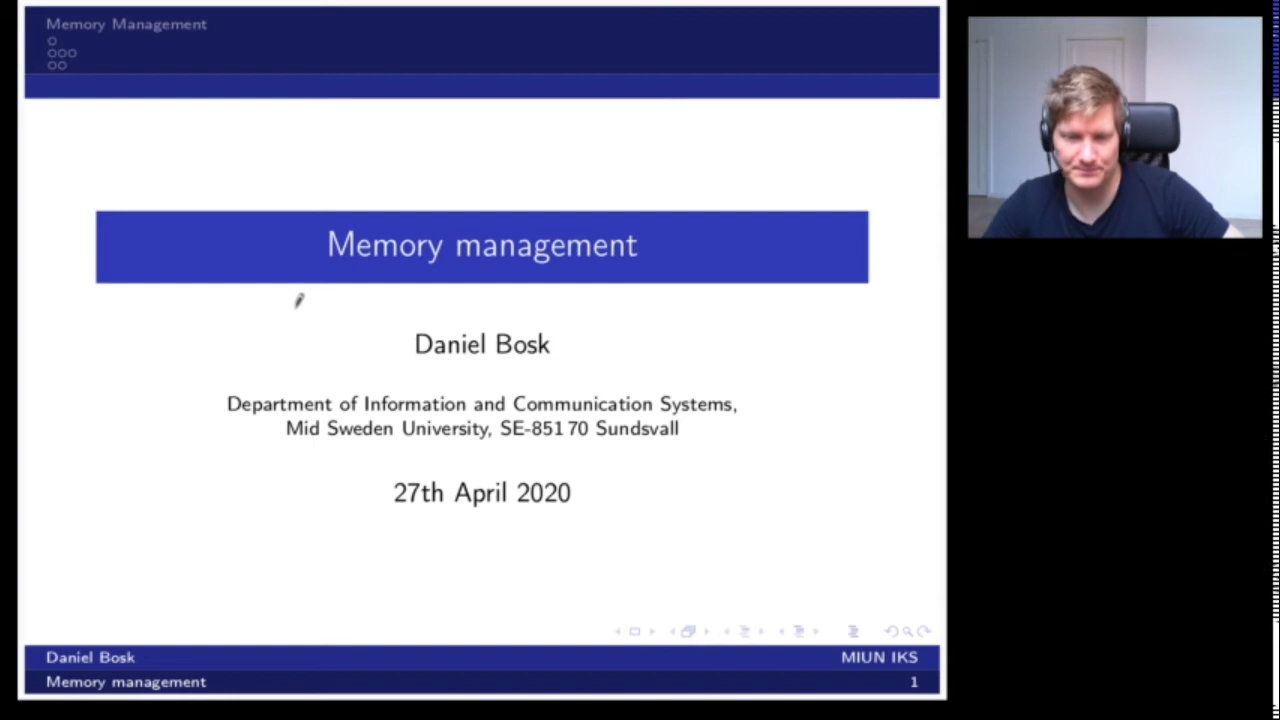 Memory Management
Memory management
Daniel Bosk
Department of Information and Communication Systems,
Mid Sweden University, SE-851 70 Sundsvall
27th April 2020
Daniel Bosk
MIUN IKS
Memory management
1